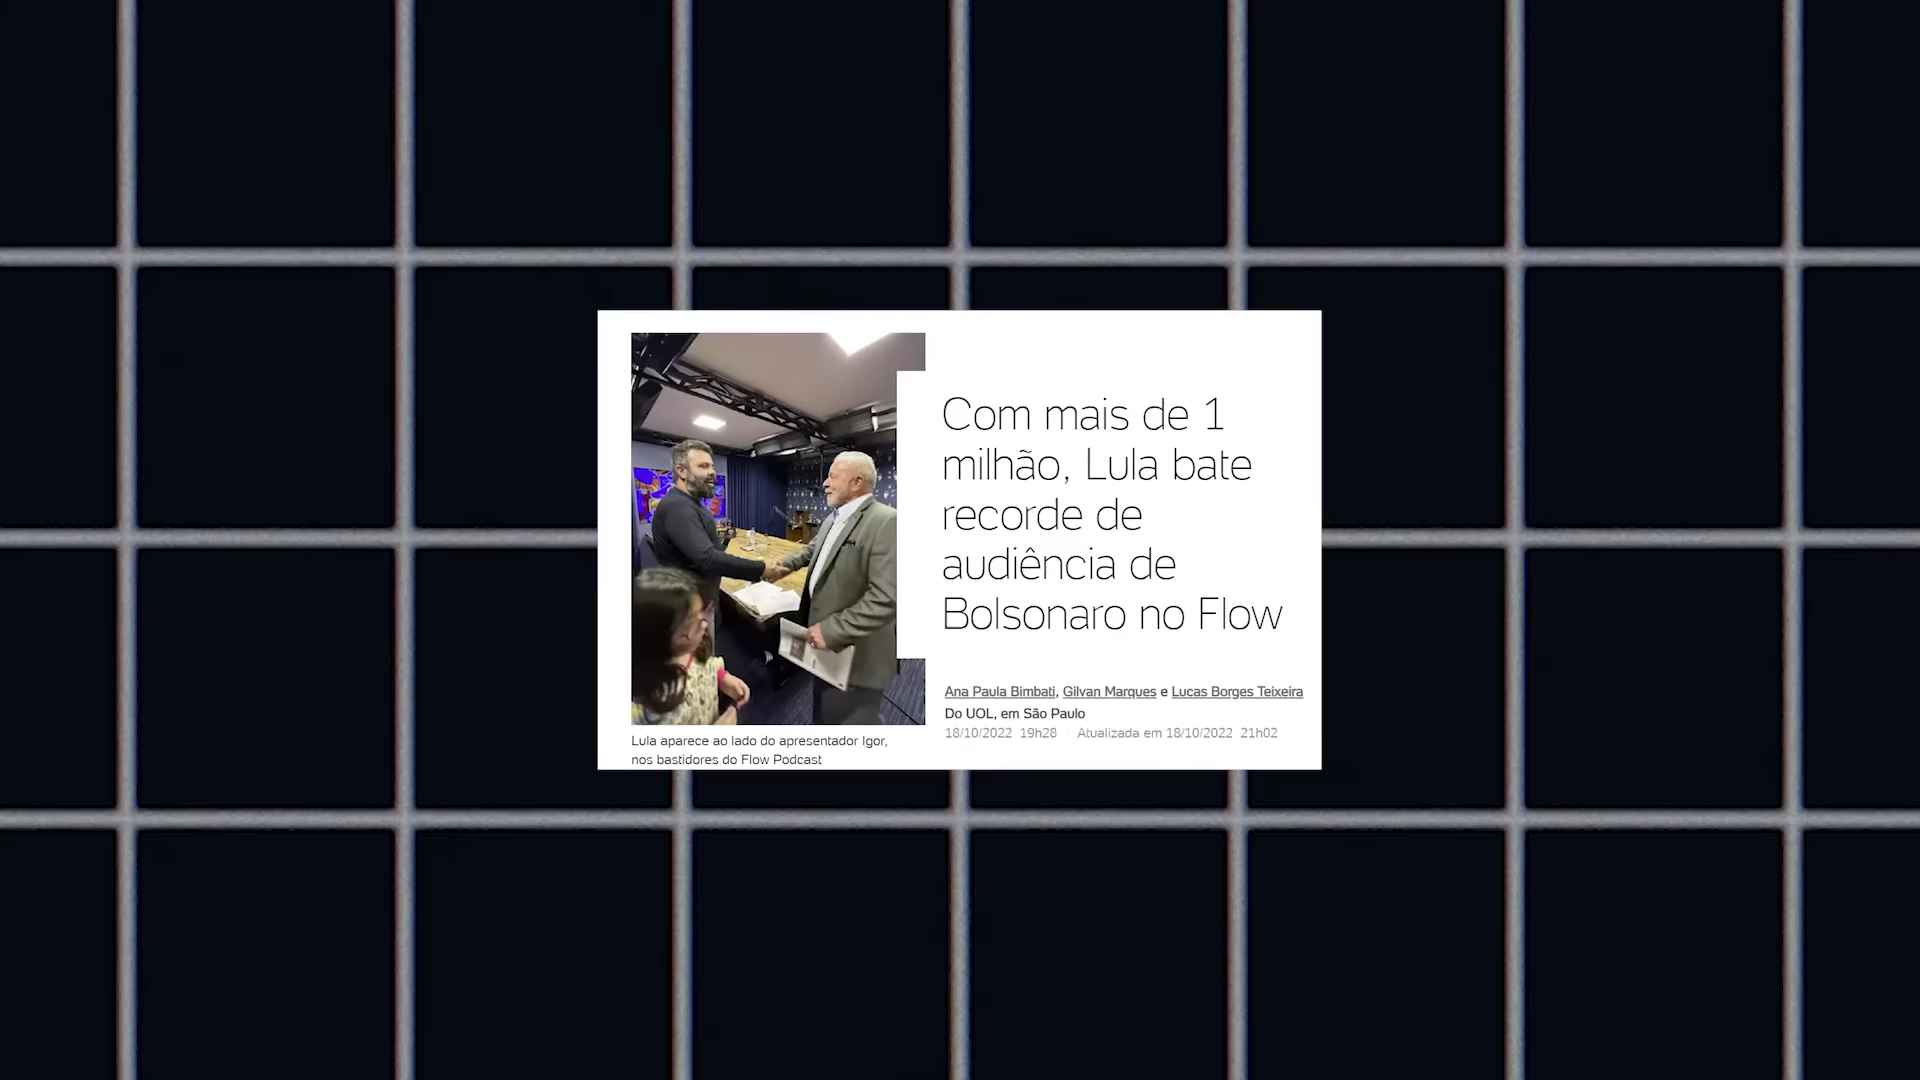 Com mais de 1
milhão, Lula bate
recorde de
audiência de
Bolsonaro no Flow
Ana Paula Bimbati, Gilvan Marques e Lucas Borges Teixeira
Do UOL, em São Paulo
18/10/2022 19h28 Atualizada em 18/10/2022 21h02
Lula aparece ao lado do apresentador Igor,
nos bastidores do Flow Podcast